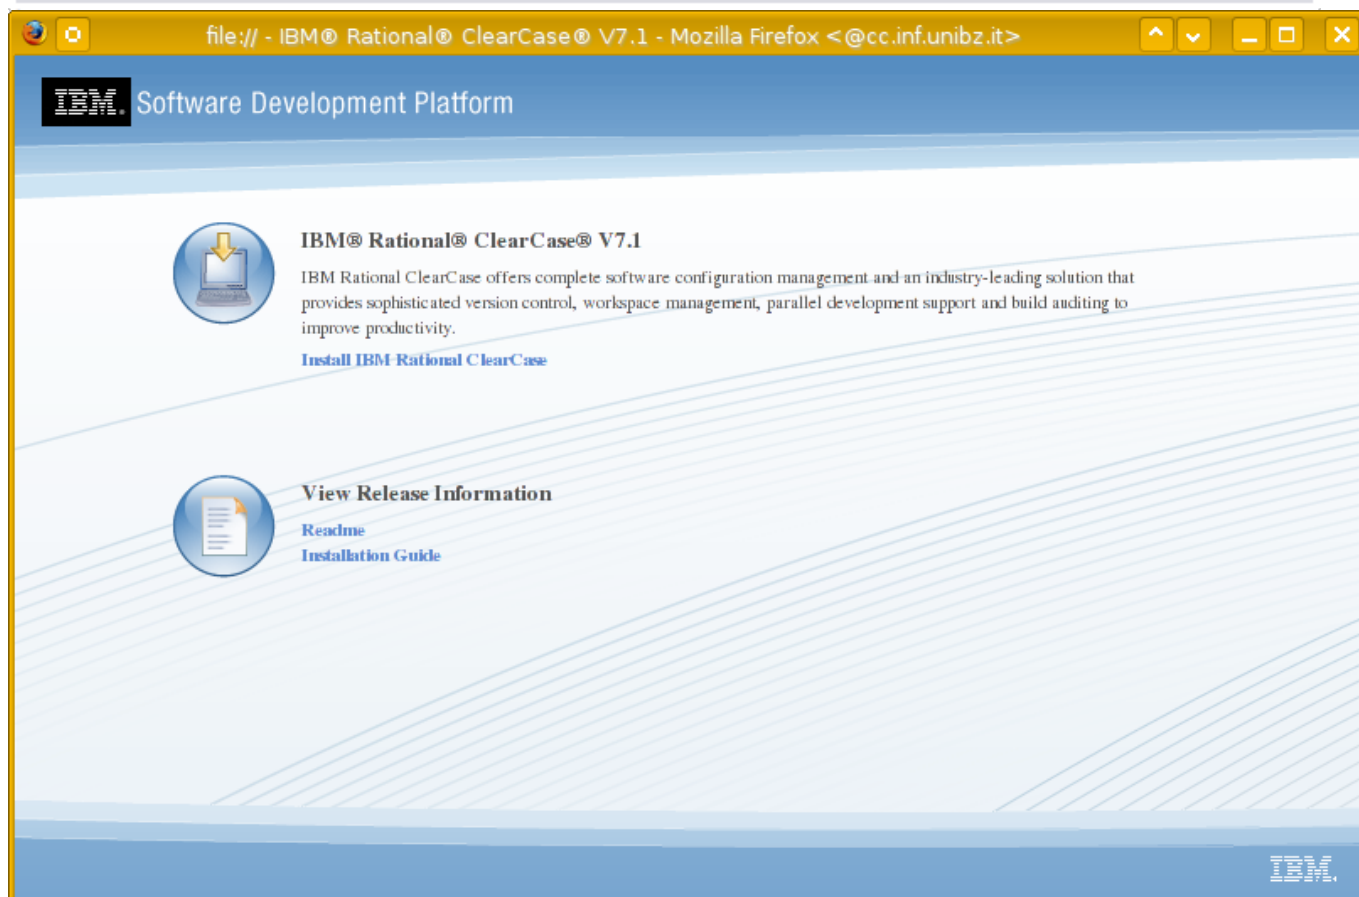 file:// - IBM® Rational® ClearCase® V7.1 - Mozilla Firefox <@cc.inf.unibz.it>
IBM® Software Development Platform
IBM® Rational® ClearCase® V7.1
IBM Rational ClearCase offers complete software configuration management and an industry-leading solution that
provides sophisticated version control, workspace management, parallel development support and build auditing to
improve productivity.
Install IBM Rational ClearCase
View Release Information
Readme
Installation Guide
IBM®